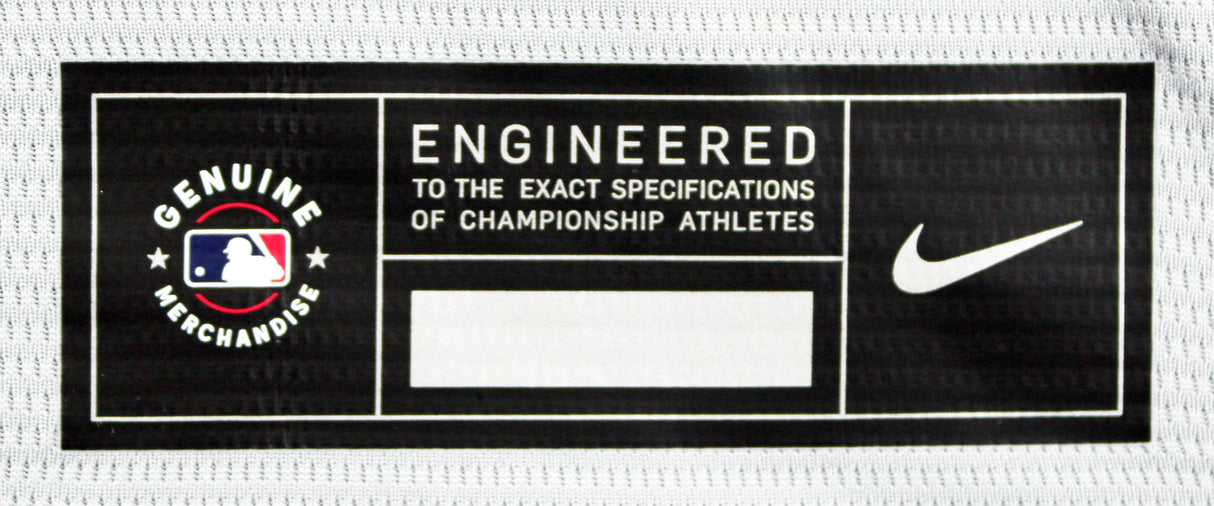 GENUINE
MERCHANDISE
ENGINEERED
TO THE EXACT SPECIFICATIONS
OF CHAMPIONSHIP ATHLETES